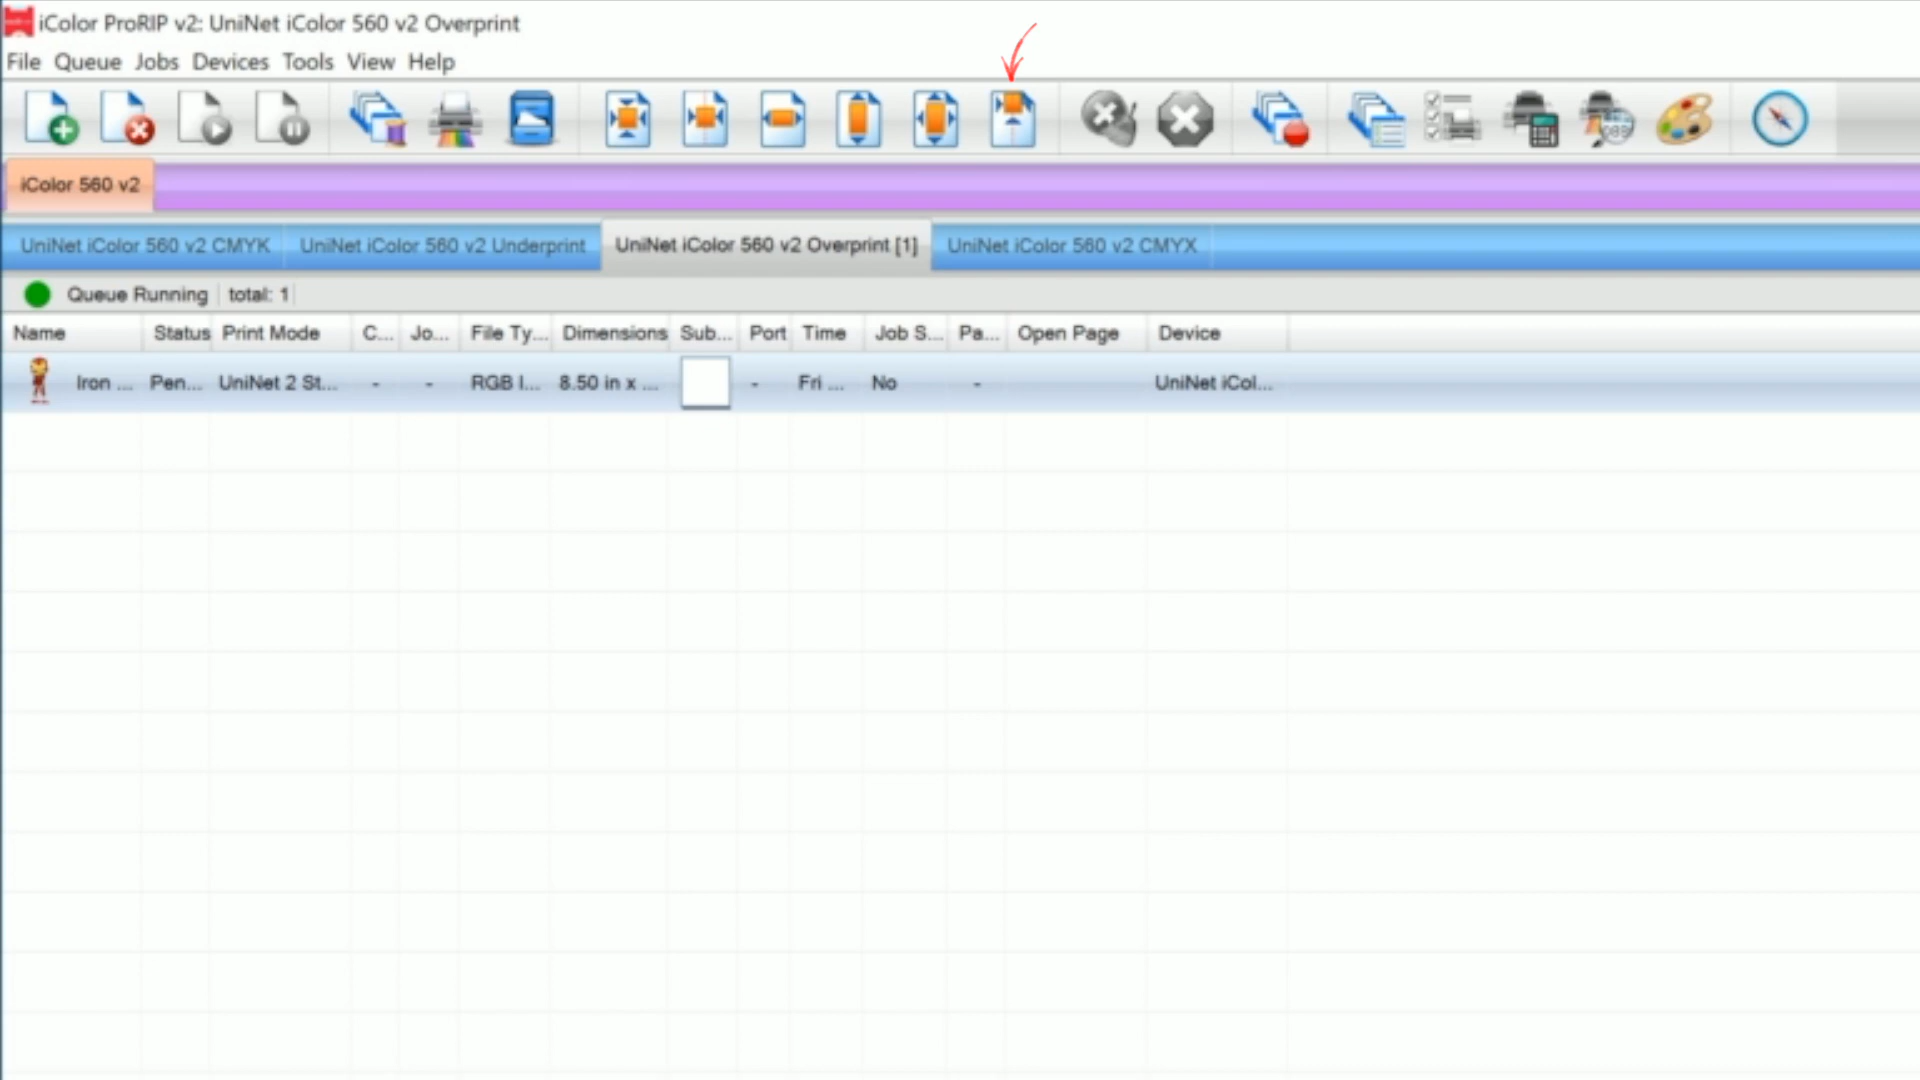 iColor ProRIP v2: UniNet iColor 560 v2 Overprint
File Queue Jobs Devices Tools View Help
iColor 560 v2
UniNet iColor 560 v2 CMYK UniNet iColor 560 v2 Underprint UniNet iColor 560 v2 Overprint [1] UniNet iColor 560 v2 CMYX
Queue Running total: 1
Name Status Print Mode C... Jo... File Ty... Dimensions Sub... Port Time Job S... Pa... Open Page Device
Iron ... Pen... UniNet 2 St... - - RGB I... 8.50 in x ... - Fri ... No - UniNet iCol...